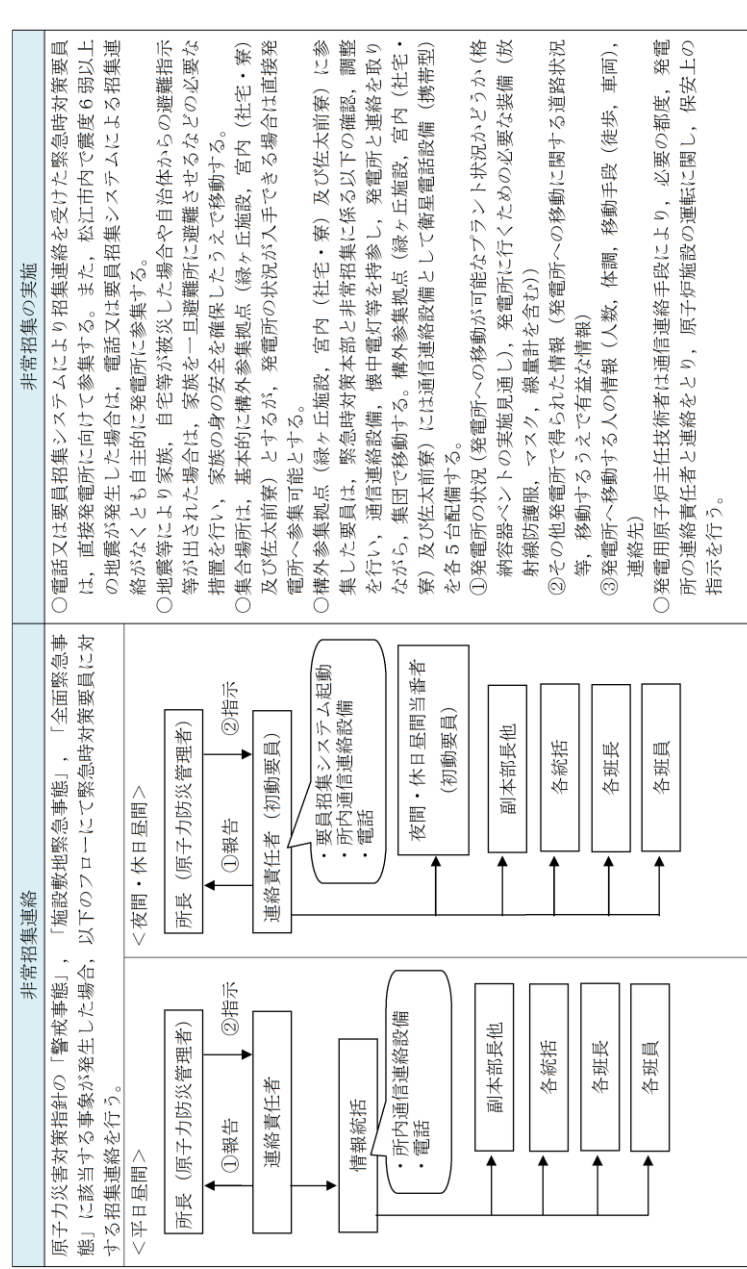 非常招集連絡
原子力災害対策指針の「警戒事態」，「施設敷地緊急事態」，「全面緊急事
態」に該当する事象が発生した場合，以下のフローにて緊急時対策要員に対
する招集連絡を行う。
＜平日昼間＞
所長（原子力防災管理者）
①報告
②指示
連絡責任者
情報統括
・所内通信連絡設備
・電話
副本部長他
各統括
各班長
各班員
＜夜間・休日昼間＞
所長（原子力防災管理者）
①報告
②指示
連絡責任者（初動要員）
・要員招集システム起動
・所内通信連絡設備
・電話
夜間・休日昼間当番者
（初動要員）
副本部長他
各統括
各班長
各班員
非常招集の実施
○電話又は要員招集システムにより招集連絡を受けた緊急時対策要員
は，直接発電所に向けて参集する。また，松江市内で震度６弱以上
の地震が発生した場合は，電話又は要員招集システムによる招集連
絡がなくとも自主的に発電所に参集する。
○地震等により家族，自宅等が被災した場合や自治体からの避難指示
等が出された場合は，家族を一旦避難所に避難させるなどの必要な
措置を行い，家族の身の安全を確保したうえで移動する。
○集合場所は，基本的に構外参集拠点（緑ヶ丘施設，宮内（社宅・寮）
及び佐太前寮）とするが，発電所の状況が入手できる場合は直接発
電所へ参集可能とする。
○構外参集拠点（緑ヶ丘施設，宮内（社宅・寮）及び佐太前寮）に参
集した要員は，緊急時対策本部と非常招集に係る以下の確認，調整
を行い，通信連絡設備，懐中電灯等を持参し，発電所と連絡を取り
ながら，集団で移動する。構外参集拠点（緑ヶ丘施設，宮内（社宅・
寮）及び佐太前寮）には通信連絡設備として衛星電話設備（携帯型）
を各５台配備する。
①発電所の状況（発電所への移動が可能なプラント状況かどうか（格
納容器ベントの実施見通し），発電所に行くための必要な装備（放
射線防護服，マスク，線量計を含む））
②その他発電所で得られた情報（発電所への移動に関する道路状況
等，移動するうえで有益な情報）
③発電所へ移動する人の情報（人数，体調，移動手段（徒歩，車両），
連絡先）
○発電用原子炉主任技術者は通信連絡手段により，必要の都度，発電
所の連絡責任者と連絡をとり，原子炉施設の運転に関し，保安上の
指示を行う。